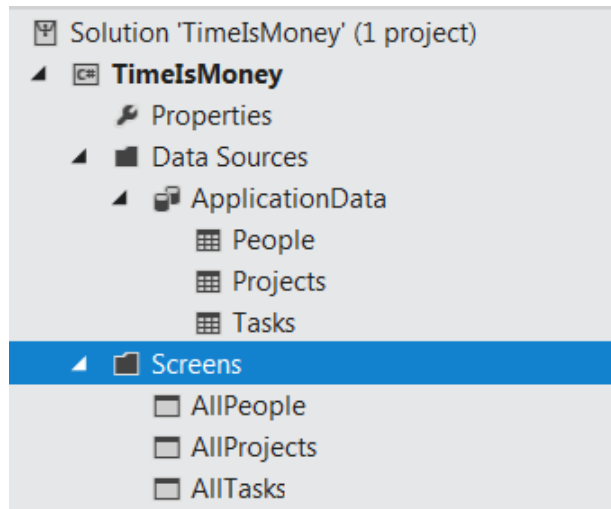 Solution 'TimeIsMoney' (1 project)
C# TimeIsMoney
Properties
Data Sources
ApplicationData
People
Projects
Tasks
Screens
AllPeople
AllProjects
AllTasks